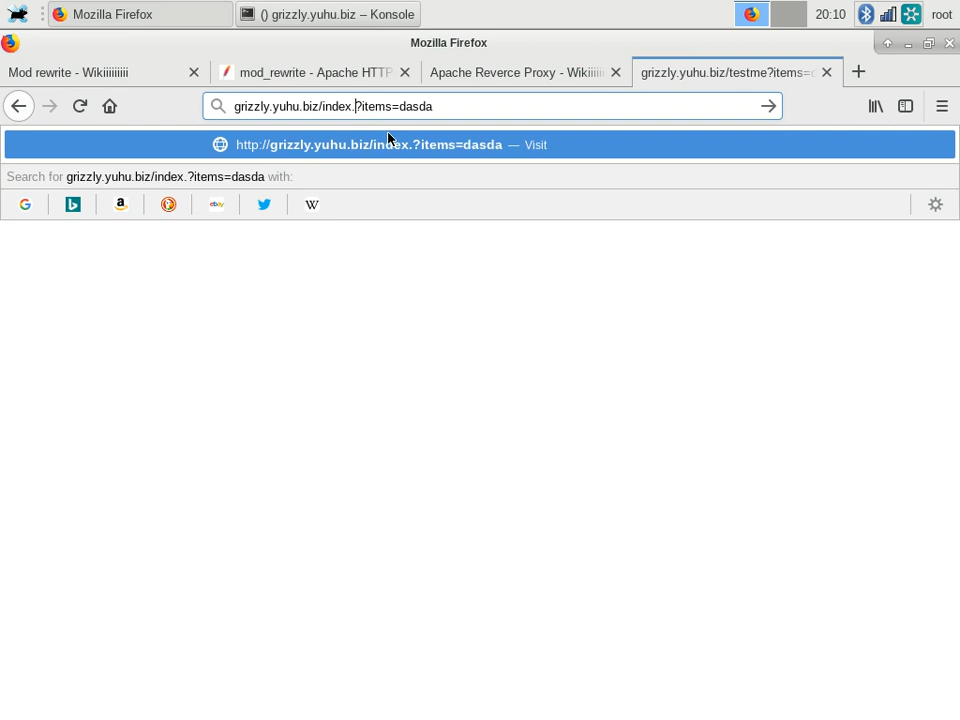 Mozilla Firefox
() grizzly.yuhu.biz – Konsole
20:10
root
Mozilla Firefox
Mod rewrite - Wikiiiiiiiii
mod_rewrite - Apache HTTP
Apache Reverce Proxy - Wikiiiiii
grizzly.yuhu.biz/testme?items=
grizzly.yuhu.biz/index.?items=dasda
http://grizzly.yuhu.biz/index.?items=dasda — Visit
Search for grizzly.yuhu.biz/index.?items=dasda with:
G
b
a
ebay
W